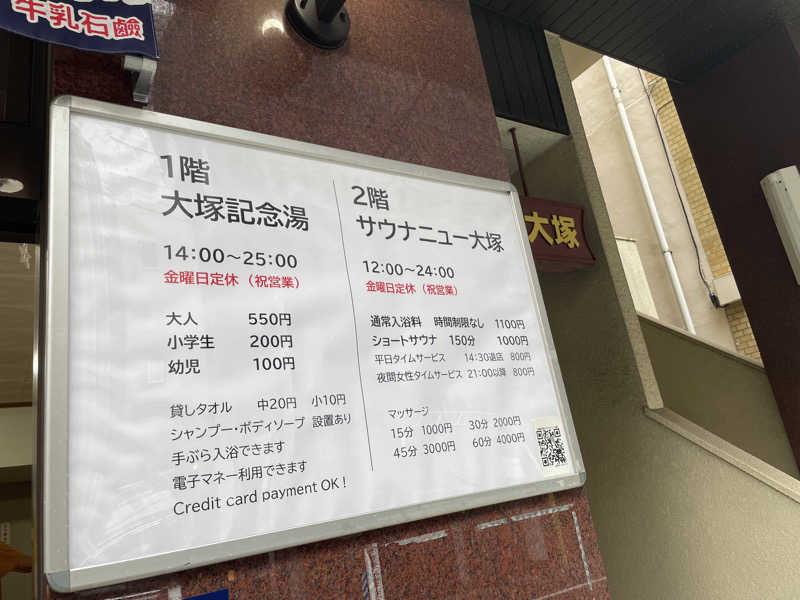 牛乳石鹸
1階
大塚記念湯
14:00～25:00
金曜日定休（祝営業）
大人 550円
小学生 200円
幼児 100円
貸しタオル 中20円 小10円
シャンプー・ボディソープ 設置あり
手ぶら入浴できます
電子マネー利用できます
Credit card payment OK！
2階
サウナニュー大塚
12:00～24:00
金曜日定休（祝営業）
通常入浴料 時間制限なし 1100円
ショートサウナ 150分 1000円
平日タイムサービス 14:30退店 800円
夜間女性タイムサービス 21:00以降 800円
マッサージ
15分 1000円 30分 2000円
45分 3000円 60分 4000円
大塚